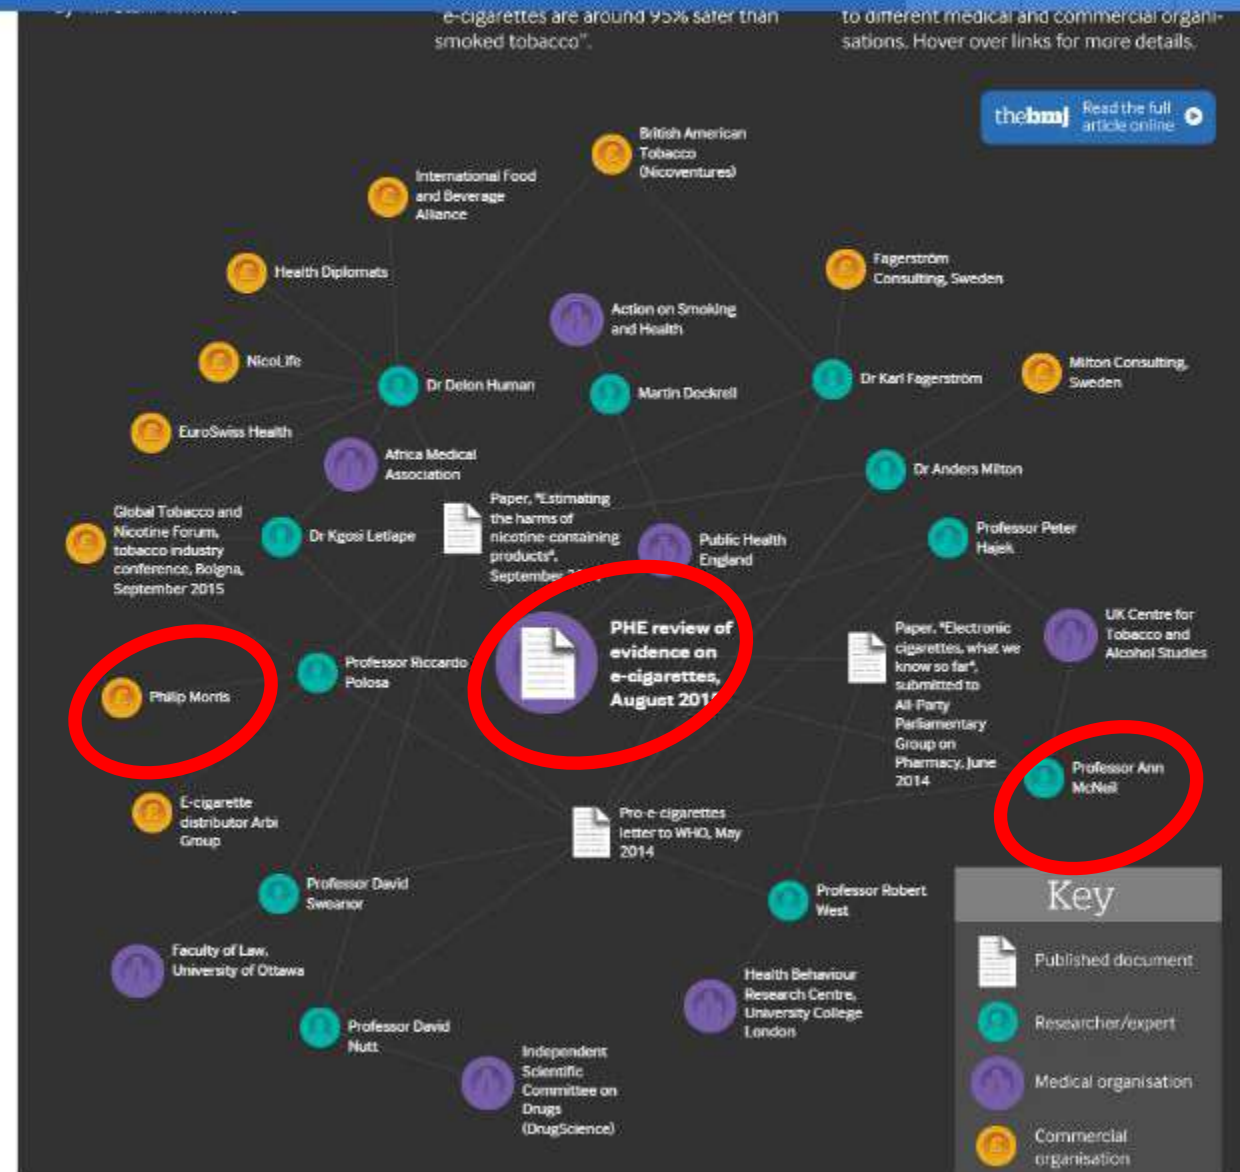 e-cigarettes are around 95% safer than
smoked tobacco".
to different medical and commercial organi-
sations. Hover over links for more details.
thebmj
Read the full
article online
British American
Tobacco
(Nicoventures)
International Food
and Beverage
Alliance
Health Diplomats
Fagerström
Consulting, Sweden
Action on Smoking
and Health
NicoLife
Dr Delon Human
Martin Dockrell
Dr Karl Fagerström
Milton Consulting,
Sweden
EuroSwiss Health
Africa Medical
Association
Dr Anders Milton
Global Tobacco and
Nicotine Forum,
tobacco industry
conference, Bolgna,
September 2015
Dr Kgosi Letlape
Paper, "Estimating
the harms of
nicotine-containing
products",
September
Public Health
England
Professor Peter
Hajek
PHE review of
evidence on
e-cigarettes,
August 2015
Paper, "Electronic
cigarettes, what we
know so far",
submitted to
All-Party
Parliamentary
Group on
Pharmacy, June
2014
UK Centre for
Tobacco and
Alcohol Studies
Professor Riccardo
Polosa
Philip Morris
Professor Ann
McNeil
E-cigarette
distributor Arbi
Group
Pro-e-cigarettes
letter to WHO, May
2014
Professor David
Sweanor
Professor Robert
West
Faculty of Law,
University of Ottawa
Health Behaviour
Research Centre,
University College
London
Professor David
Nutt
Independent
Scientific
Committee on
Drugs
(DrugScience)
Key
Published document
Researcher/expert
Medical organisation
Commercial
organisation